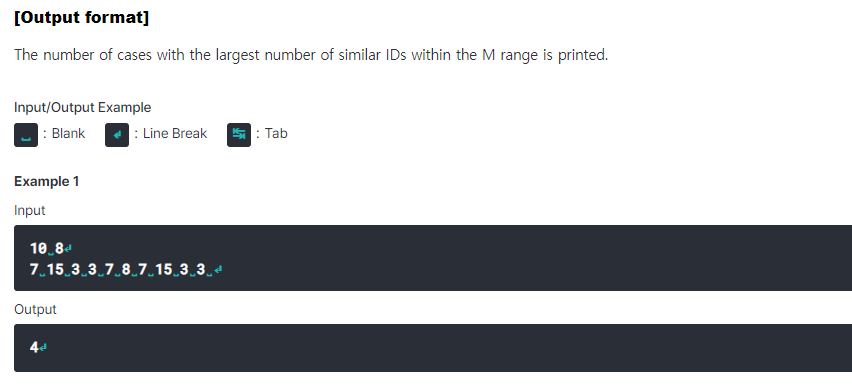 [Output format]
The number of cases with the largest number of similar IDs within the M range is printed.
Input/Output Example
␣ : Blank ↲ : Line Break ↹ : Tab
Example 1
Input
10␣8↲
7␣15␣3␣3␣7␣8␣7␣15␣3␣3␣↲
Output
4↲